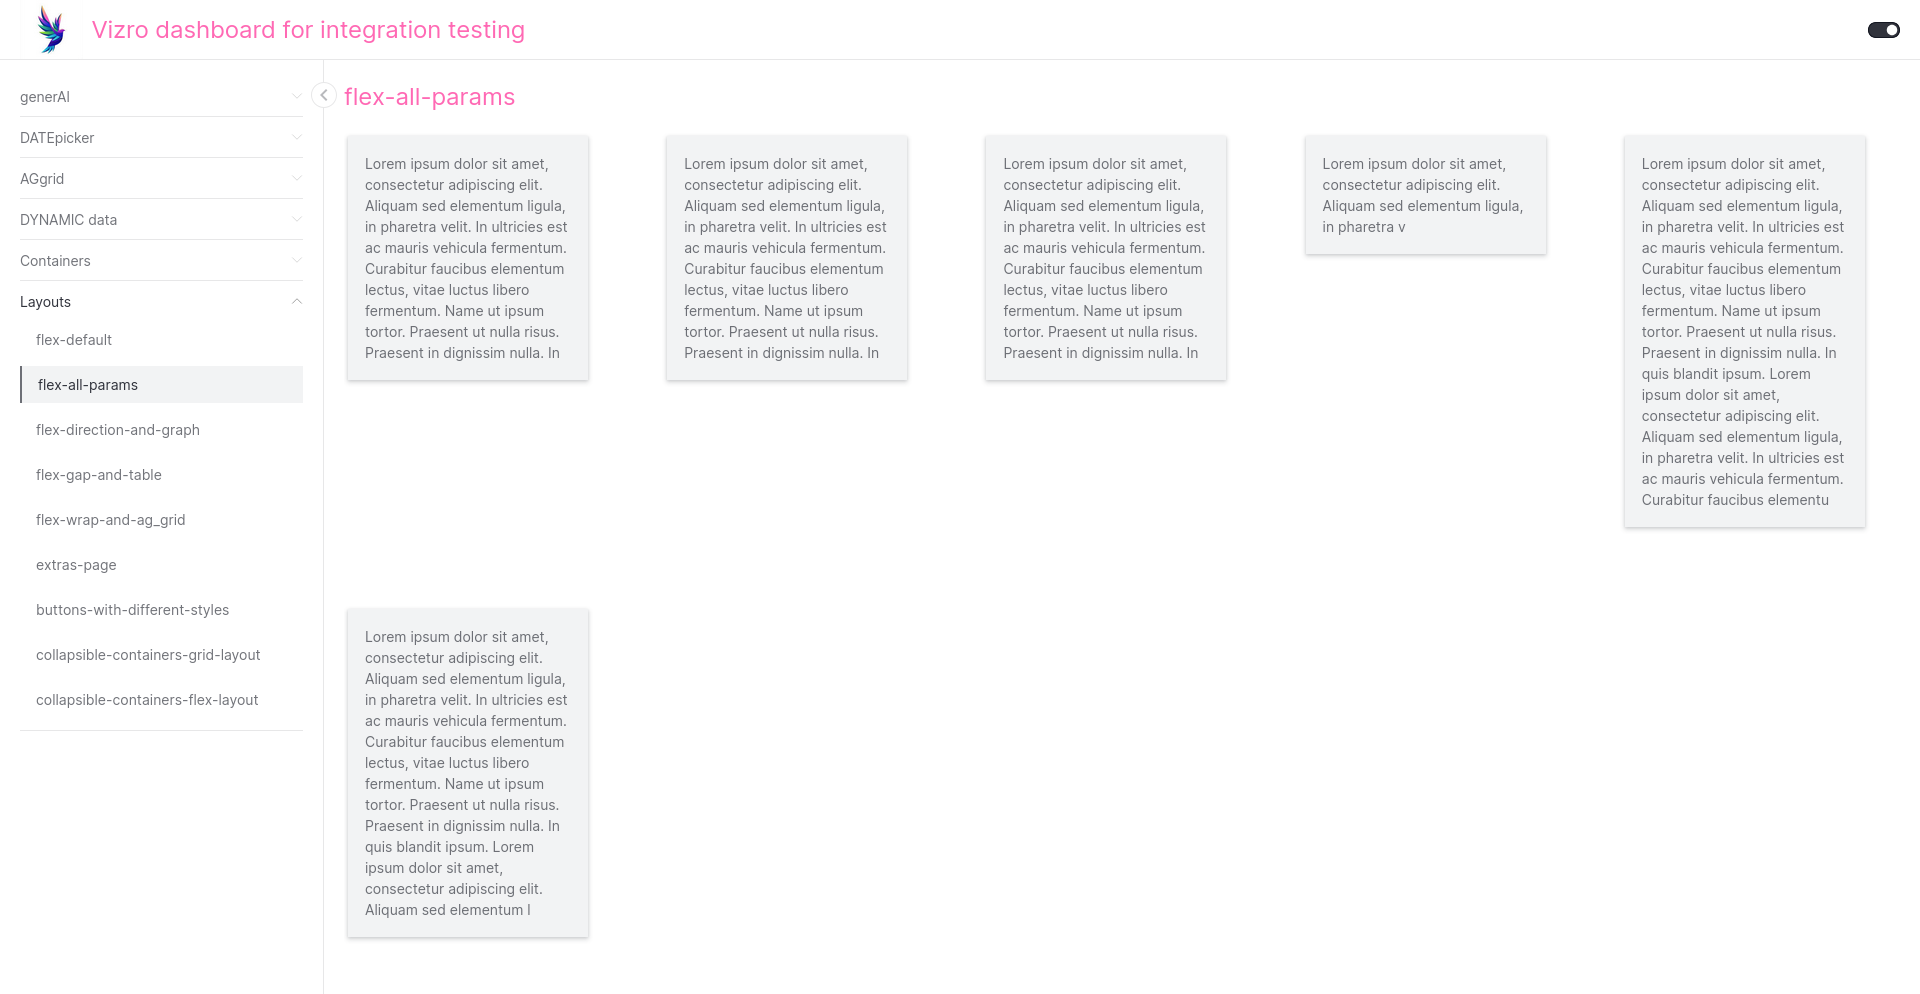 Vizro dashboard for integration testing
generAI
DATEpicker
AGgrid
DYNAMIC data
Containers
Layouts
flex-default
flex-all-params
flex-direction-and-graph
flex-gap-and-table
flex-wrap-and-ag_grid
extras-page
buttons-with-different-styles
collapsible-containers-grid-layout
collapsible-containers-flex-layout
flex-all-params
Lorem ipsum dolor sit amet,
consectetur adipiscing elit.
Aliquam sed elementum ligula,
in pharetra velit. In ultricies est
ac mauris vehicula fermentum.
Curabitur faucibus elementum
lectus, vitae luctus libero
fermentum. Name ut ipsum
tortor. Praesent ut nulla risus.
Praesent in dignissim nulla. In
Lorem ipsum dolor sit amet,
consectetur adipiscing elit.
Aliquam sed elementum ligula,
in pharetra velit. In ultricies est
ac mauris vehicula fermentum.
Curabitur faucibus elementum
lectus, vitae luctus libero
fermentum. Name ut ipsum
tortor. Praesent ut nulla risus.
Praesent in dignissim nulla. In
Lorem ipsum dolor sit amet,
consectetur adipiscing elit.
Aliquam sed elementum ligula,
in pharetra velit. In ultricies est
ac mauris vehicula fermentum.
Curabitur faucibus elementum
lectus, vitae luctus libero
fermentum. Name ut ipsum
tortor. Praesent ut nulla risus.
Praesent in dignissim nulla. In
Lorem ipsum dolor sit amet,
consectetur adipiscing elit.
Aliquam sed elementum ligula,
in pharetra v
Lorem ipsum dolor sit amet,
consectetur adipiscing elit.
Aliquam sed elementum ligula,
in pharetra velit. In ultricies est
ac mauris vehicula fermentum.
Curabitur faucibus elementum
lectus, vitae luctus libero
fermentum. Name ut ipsum
tortor. Praesent ut nulla risus.
Praesent in dignissim nulla. In
quis blandit ipsum. Lorem
ipsum dolor sit amet,
consectetur adipiscing elit.
Aliquam sed elementum ligula,
in pharetra velit. In ultricies est
ac mauris vehicula fermentum.
Curabitur faucibus elementu
Lorem ipsum dolor sit amet,
consectetur adipiscing elit.
Aliquam sed elementum ligula,
in pharetra velit. In ultricies est
ac mauris vehicula fermentum.
Curabitur faucibus elementum
lectus, vitae luctus libero
fermentum. Name ut ipsum
tortor. Praesent ut nulla risus.
Praesent in dignissim nulla. In
quis blandit ipsum. Lorem
ipsum dolor sit amet,
consectetur adipiscing elit.
Aliquam sed elementum l